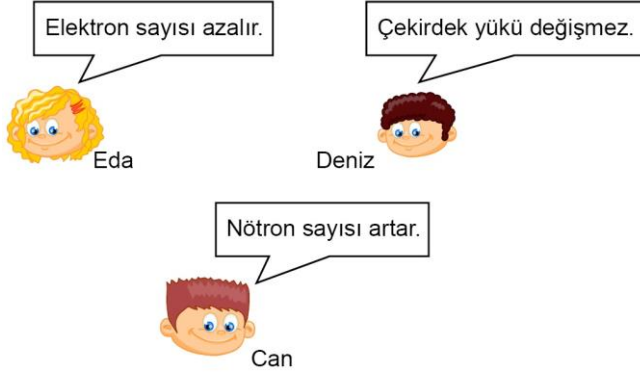 Elektron sayısı azalır.
Çekirdek yükü değişmez.
Eda
Deniz
Nötron sayısı artar.
Can